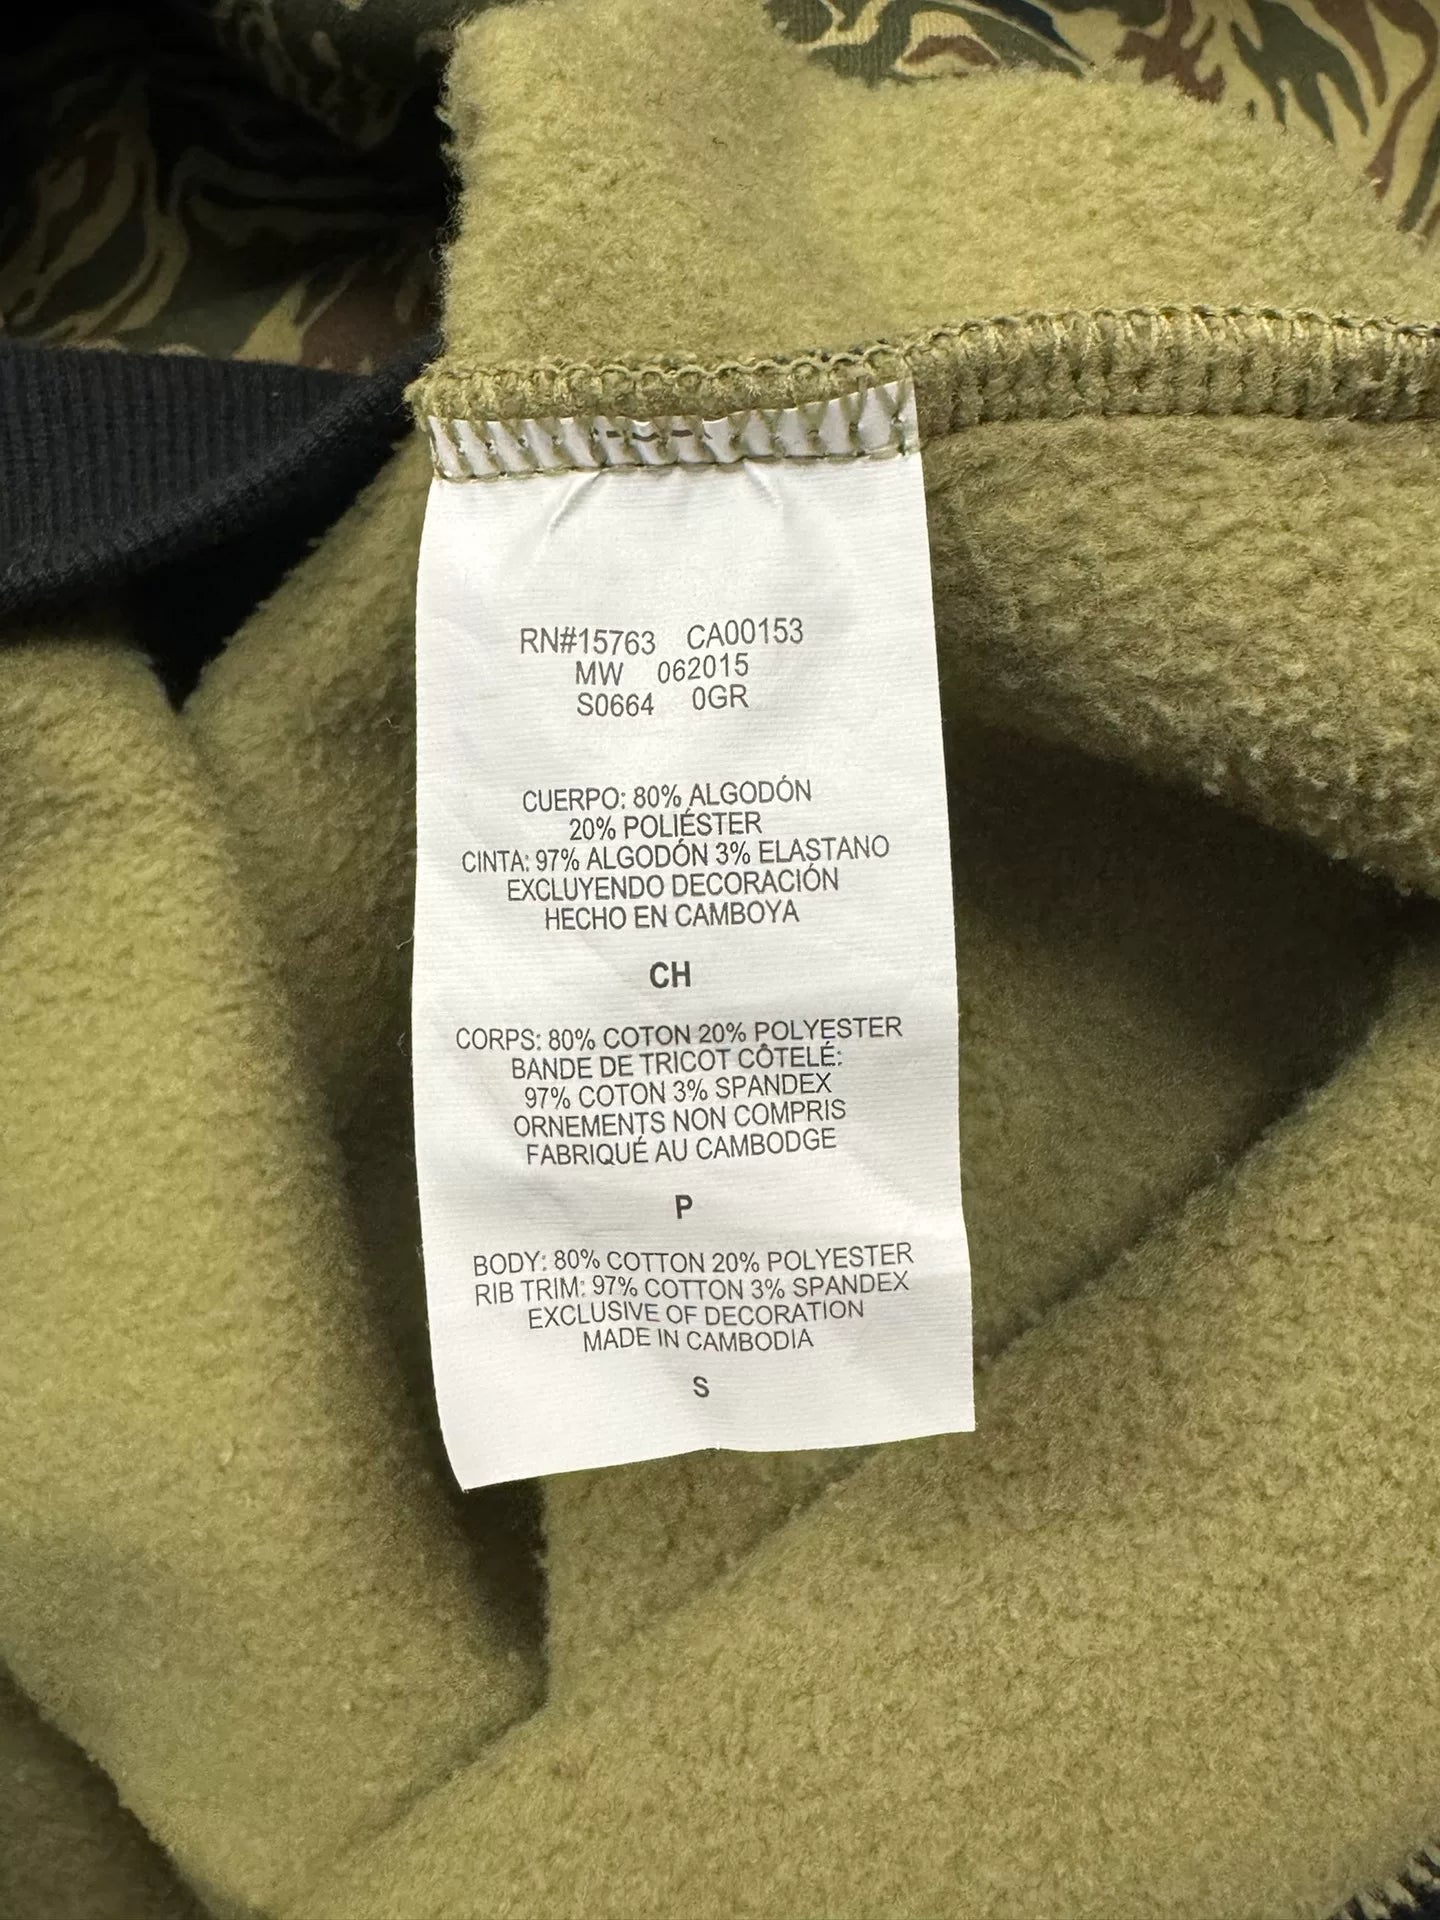 RN#15763 CA00153
MW 062015
S0664 0GR
CUERPO: 80% ALGODÓN
20% POLIÉSTER
CINTA: 97% ALGODÓN 3% ELASTANO
EXCLUYENDO DECORACIÓN
HECHO EN CAMBOYA
CH
CORPS: 80% COTON 20% POLYESTER
BANDE DE TRICOT CÔTELÉ:
97% COTON 3% SPANDEX
ORNEMENTS NON COMPRIS
FABRIQUÉ AU CAMBODGE
P
BODY: 80% COTTON 20% POLYESTER
RIB TRIM: 97% COTTON 3% SPANDEX
EXCLUSIVE OF DECORATION
MADE IN CAMBODIA
S